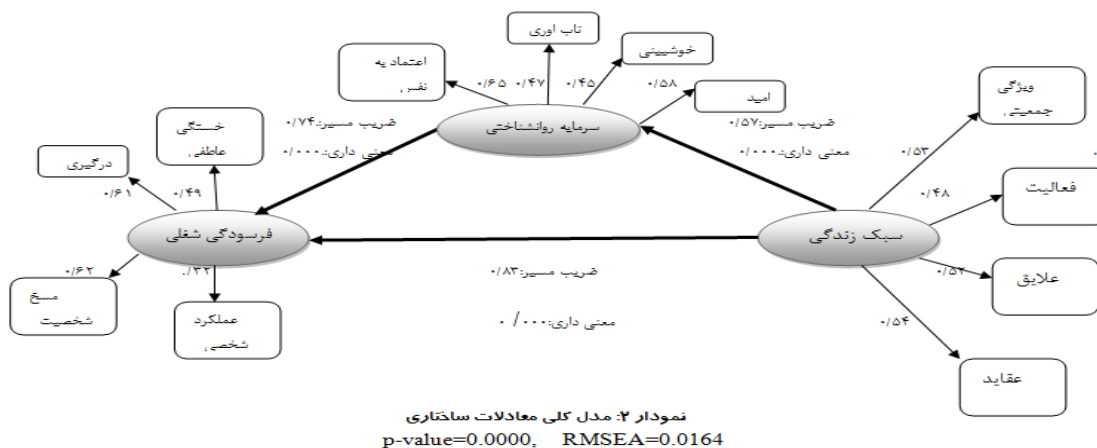 تاب اوری
خوشبینی
اعتماد به
نفس
ویژگی
جمعیتی
۰/۶۵
۰/۴۷
۰/۴۵
۰/۵۸
امید
خستگی
عاطفی
ضریب مسیر:۰/۷۴
سرمایه روانشناختی
ضریب مسیر:۰/۵۷
معنی داری:۰/۰۰۰
معنی داری:۰/۰۰۰
۰/۵۳
درگیری
۰/۶۱
۰/۴۹
۰/۴۸
فعالیت
فرسودگی شغلی
سبک زندگی
۰/۶۲
۰/۳۲
ضریب مسیر:۰/۸۳
۰/۵۲
علایق
مسخ
شخصیت
عملکرد
شخصی
معنی داری:۰/۰۰۰
۰/۵۴
عقاید
نمودار ۲: مدل کلی معادلات ساختاری
p-value=0.0000, RMSEA=0.0164